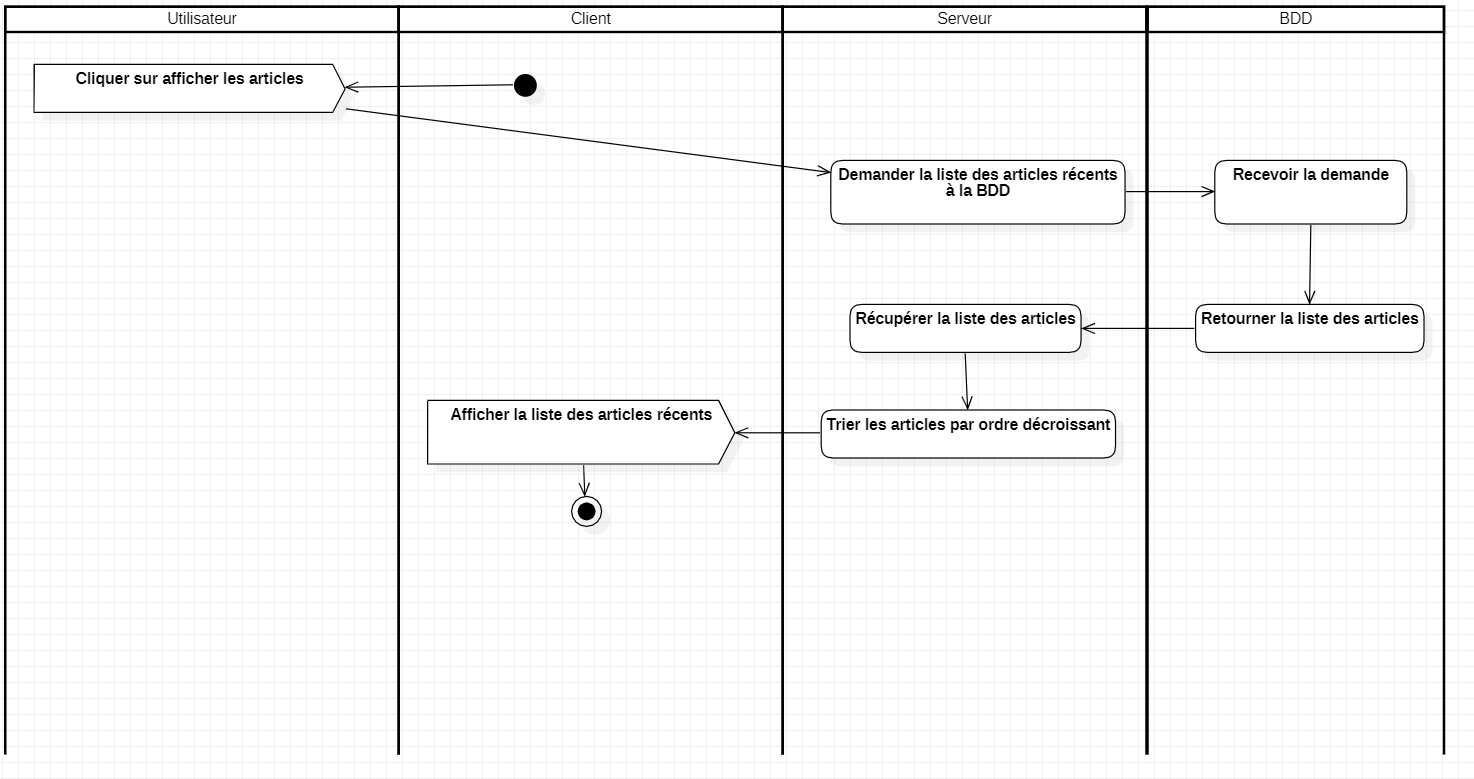 Utilisateur
Client
Serveur
BDD
Cliquer sur afficher les articles
Demander la liste des articles récents
à la BDD
Recevoir la demande
Récupérer la liste des articles
Retourner la liste des articles
Afficher la liste des articles récents
Trier les articles par ordre décroissant